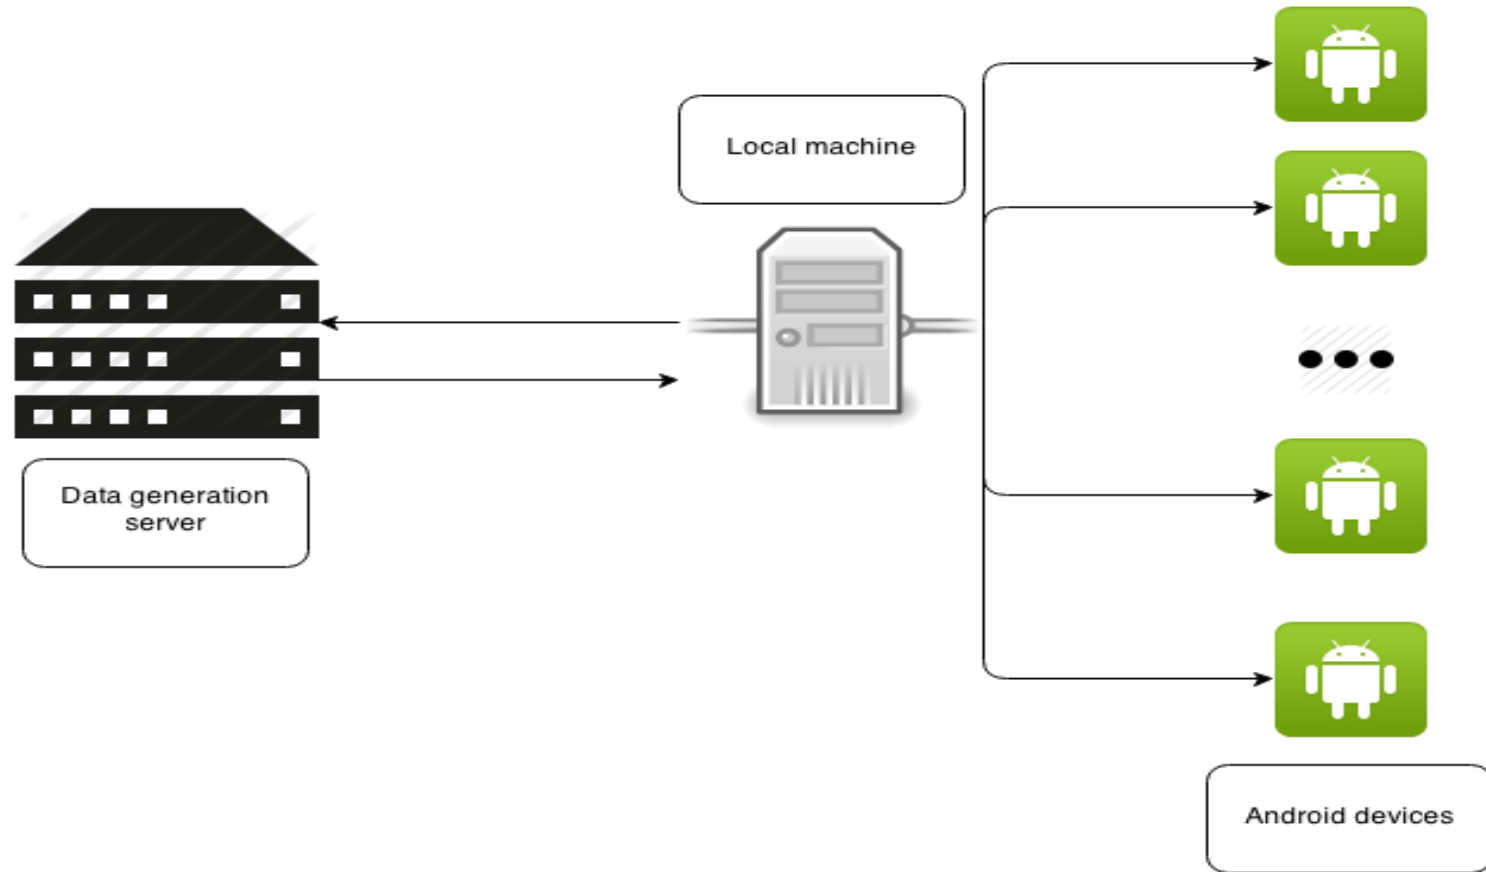 Local machine
Data generation
server
Android devices